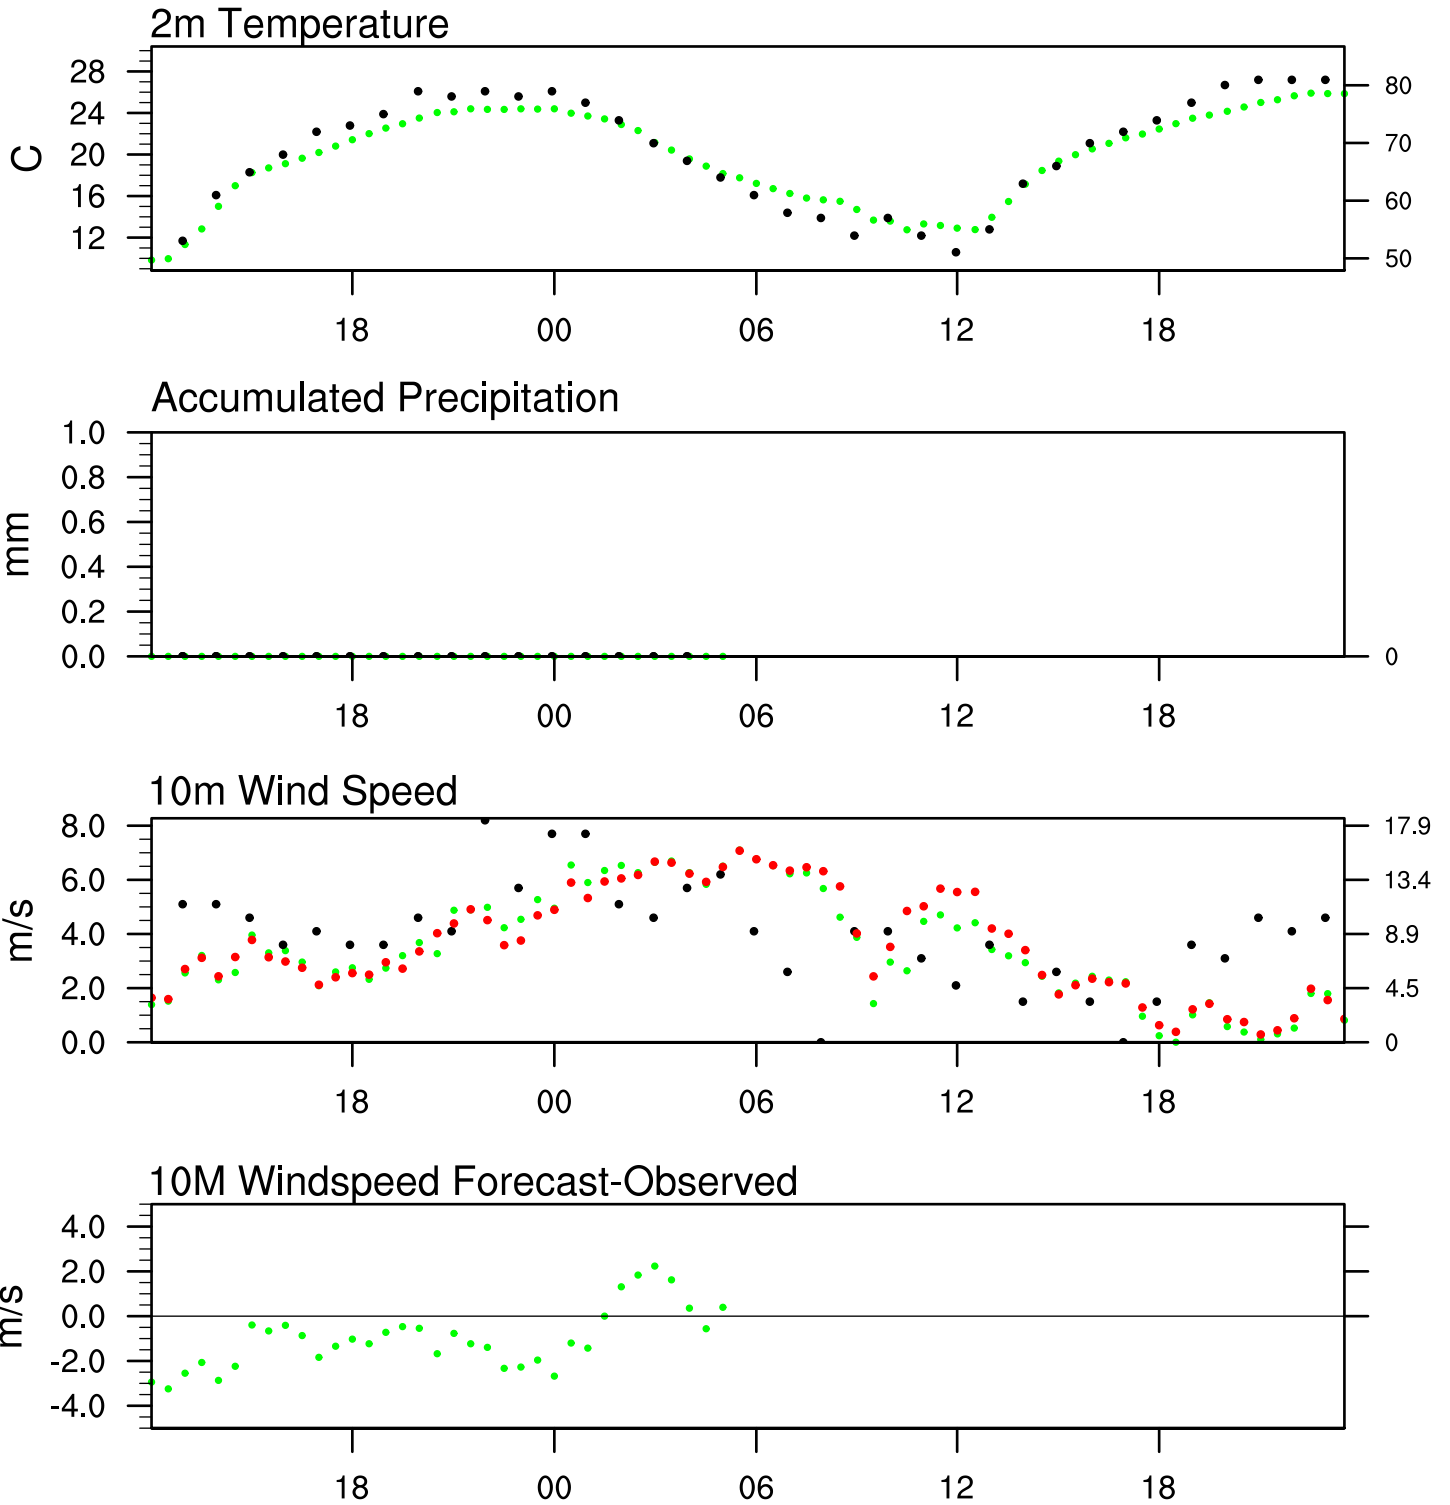 2m Temperature
28
24
20
16
12
C
80
70
60
50
18 00 06 12 18
Accumulated Precipitation
1.0
0.8
0.6
0.4
0.2
0.0
mm
0
18 00 06 12 18
10m Wind Speed
8.0
6.0
4.0
2.0
0.0
m/s
17.9
13.4
8.9
4.5
0
18 00 06 12 18
10M Windspeed Forecast-Observed
4.0
2.0
0.0
-2.0
-4.0
m/s
18 00 06 12 18